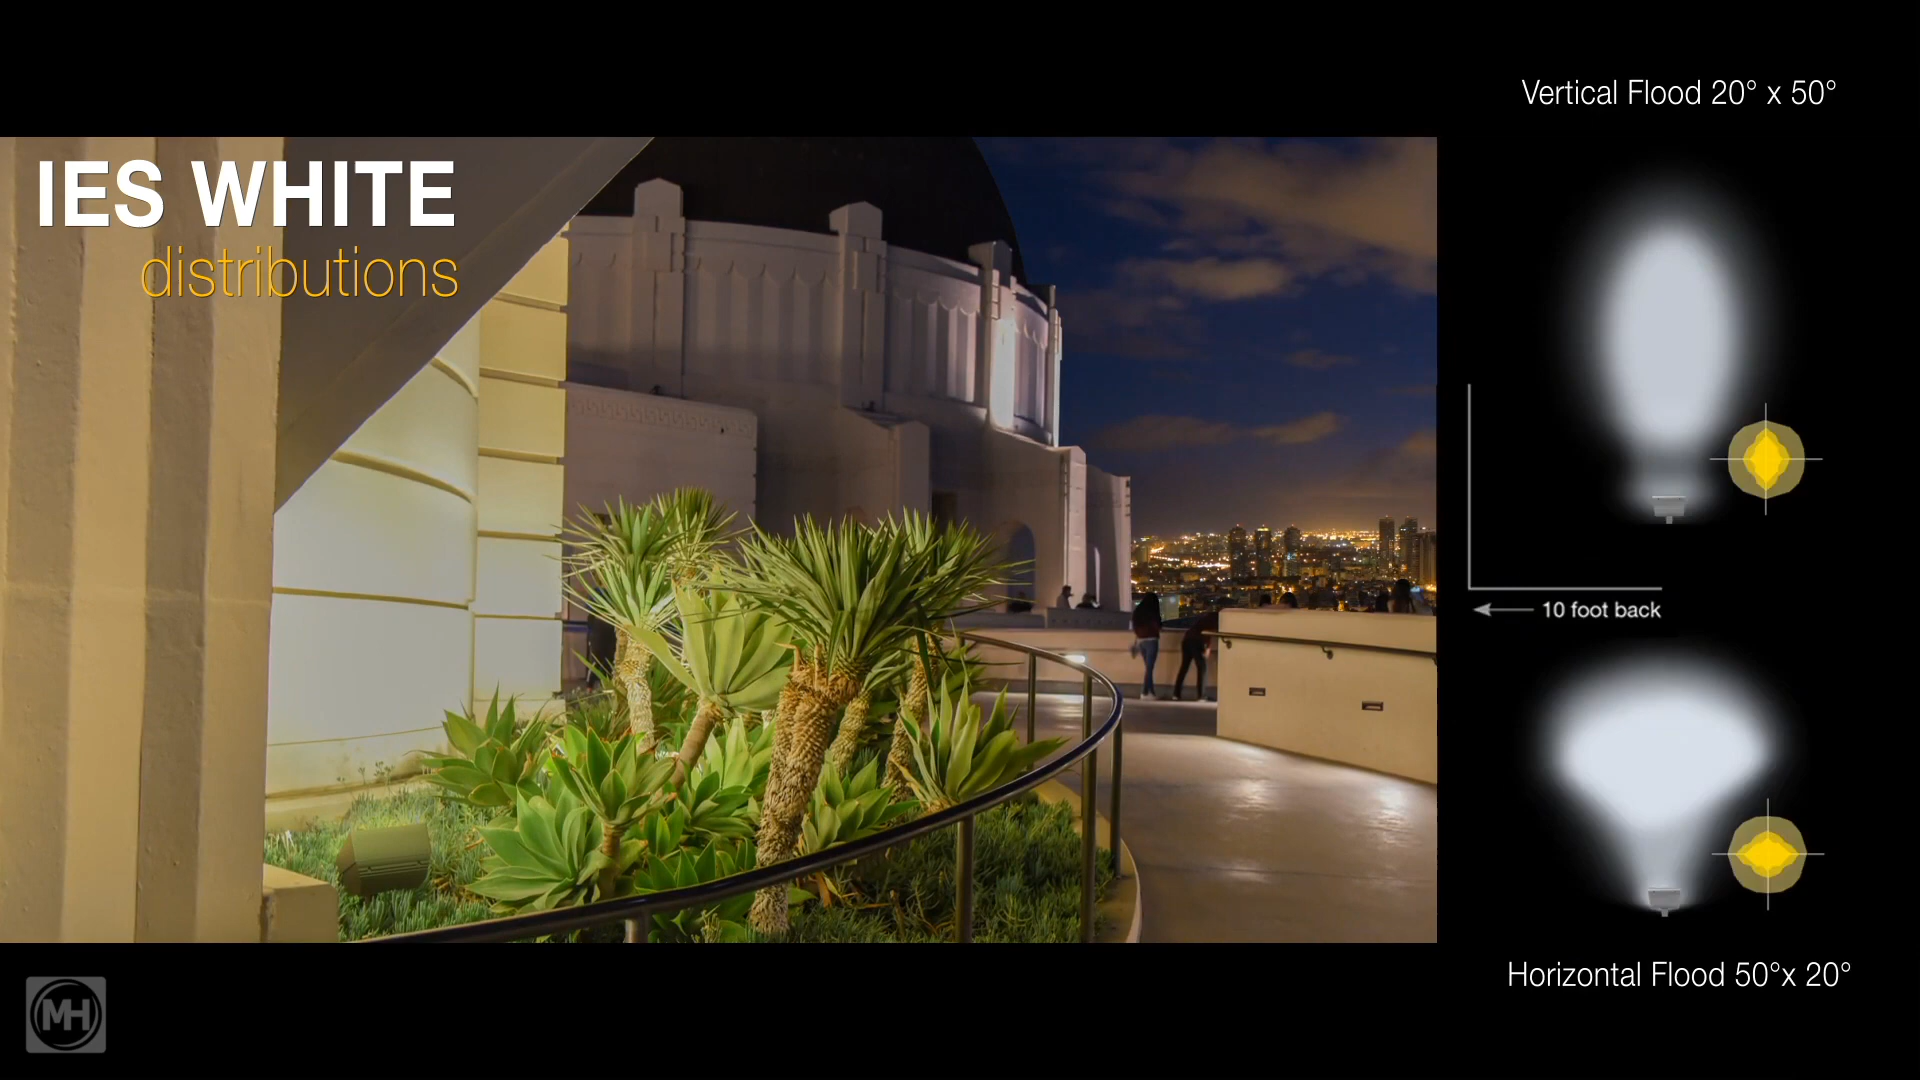 IES WHITE
distributions
Vertical Flood 20° x 50°
10 foot back
Horizontal Flood 50°x 20°
MH